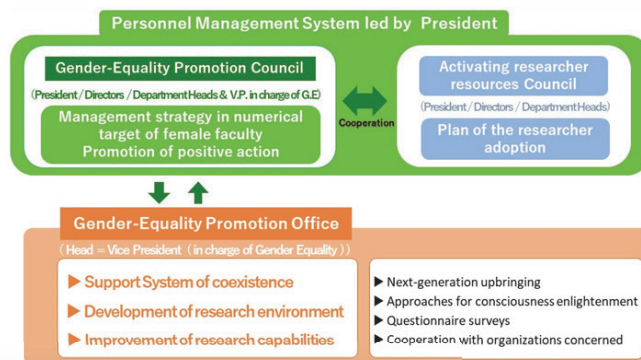 Personnel Management System led by President
Gender-Equality Promotion Council
(President / Directors / Department Heads & V.P. in charge of G.E)
Management strategy in numerical
target of female faculty
Promotion of positive action
Cooperation
Activating researcher
resources Council
(President / Directors / Department Heads)
Plan of the researcher
adoption
Gender-Equality Promotion Office
(Head = Vice President (in charge of Gender Equality))
▶ Support System of coexistence
▶ Development of research environment
▶ Improvement of research capabilities
▶ Next-generation upbringing
▶ Approaches for consciousness enlightenment
▶ Questionnaire surveys
▶ Cooperation with organizations concerned